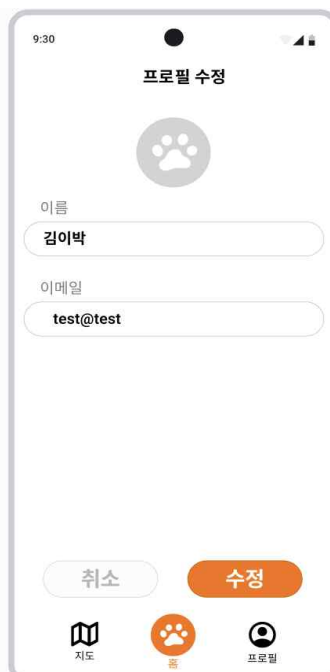 9:30
프로필 수정
이름
김이박
이메일
test@test
취소 수정
지도 홈 프로필